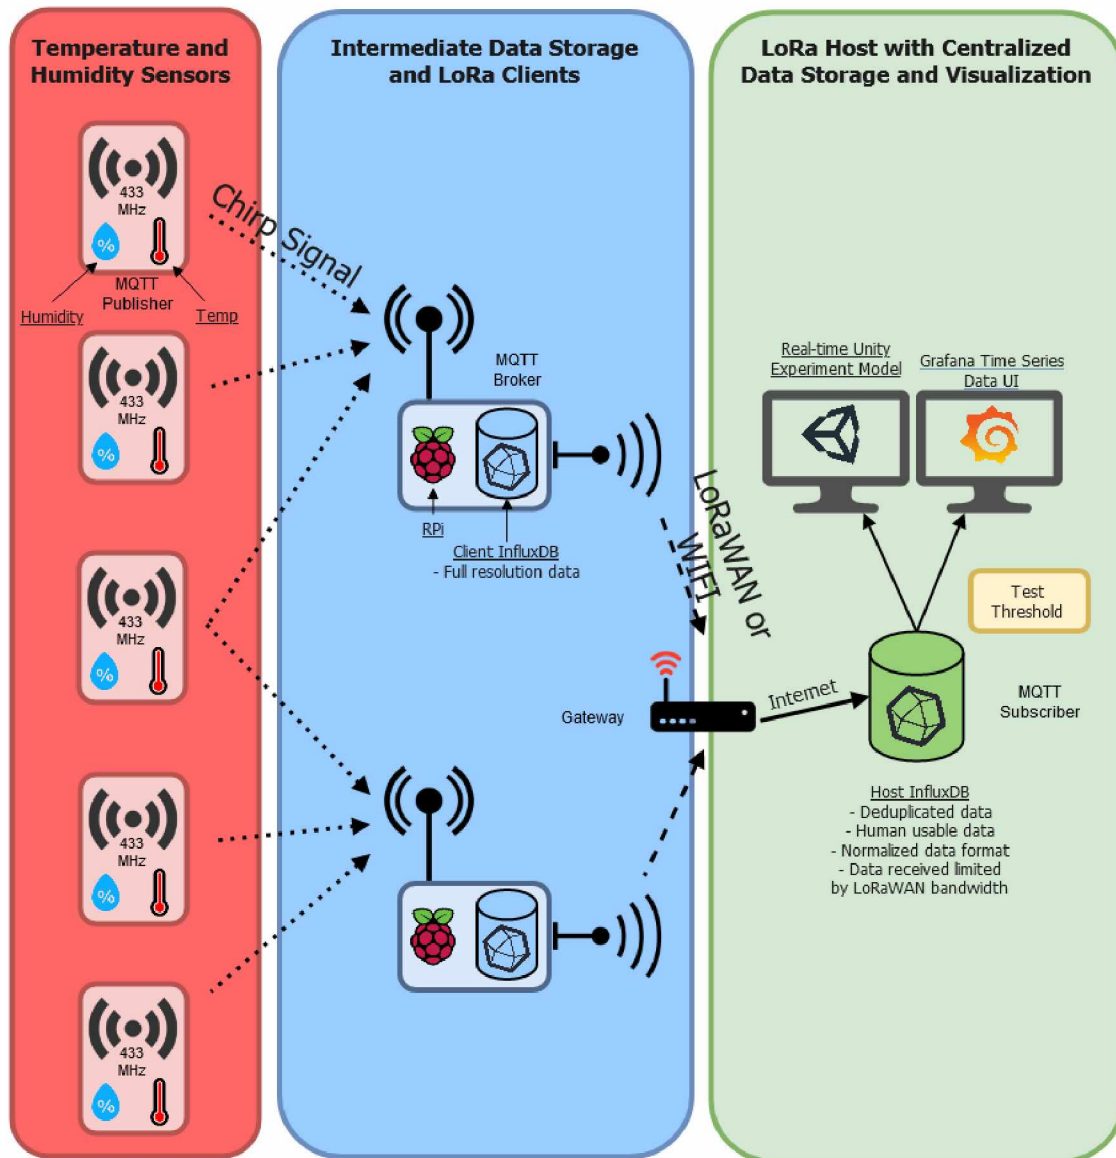 Temperature and
Humidity Sensors
433
MHz
%
MQTT
Publisher
Humidity
Temp
433
MHz
%
433
MHz
%
433
MHz
%
433
MHz
%
Chirp Signal
Intermediate Data Storage
and LoRa Clients
MQTT
Broker
RPi
Client InfluxDB
- Full resolution data
LoRaWAN or
WIFI
Gateway
LoRa Host with Centralized
Data Storage and Visualization
Real-time Unity
Experiment Model
Grafana Time Series
Data UI
Test
Threshold
Internet
MQTT
Subscriber
Host InfluxDB
- Deduplicated data
- Human usable data
- Normalized data format
- Data received limited
by LoRaWAN bandwidth